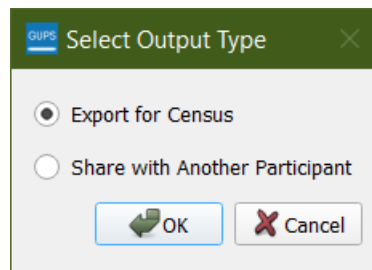 GUPS Select Output Type
Export for Census
Share with Another Participant
OK Cancel